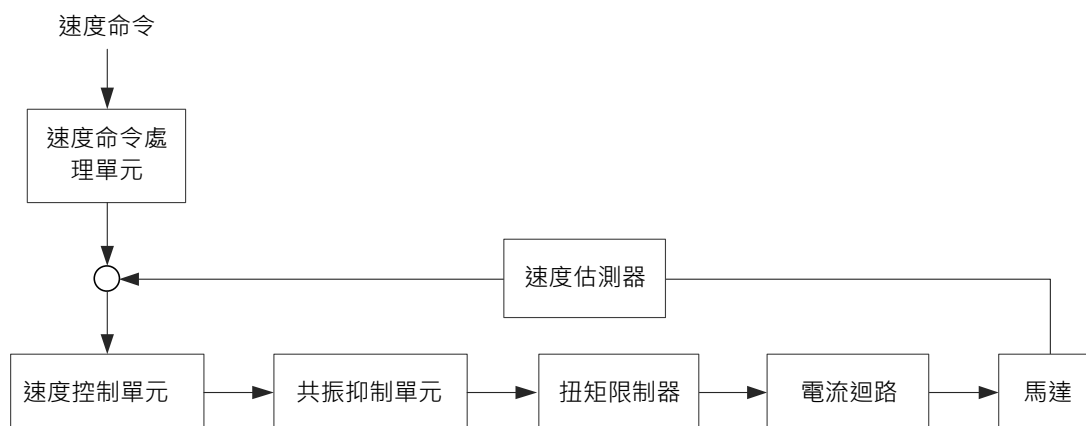 速度命令
速度命令處
理單元
速度估測器
速度控制單元
共振抑制單元
扭矩限制器
電流迴路
馬達